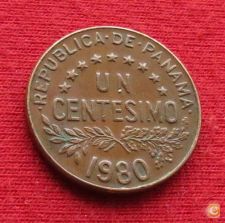 REPUBLICA·DE·PANAMA
UN
CENTESIMO
1980